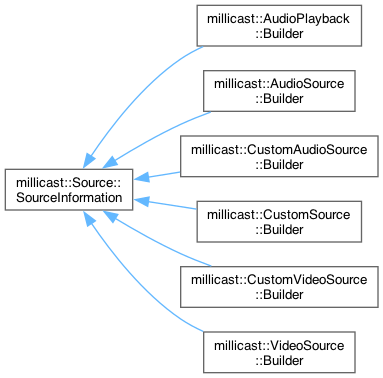 millicast::AudioPlayback
::Builder
millicast::AudioSource
::Builder
millicast::CustomAudioSource
::Builder
millicast::Source::
SourceInformation
millicast::CustomSource
::Builder
millicast::CustomVideoSource
::Builder
millicast::VideoSource
::Builder